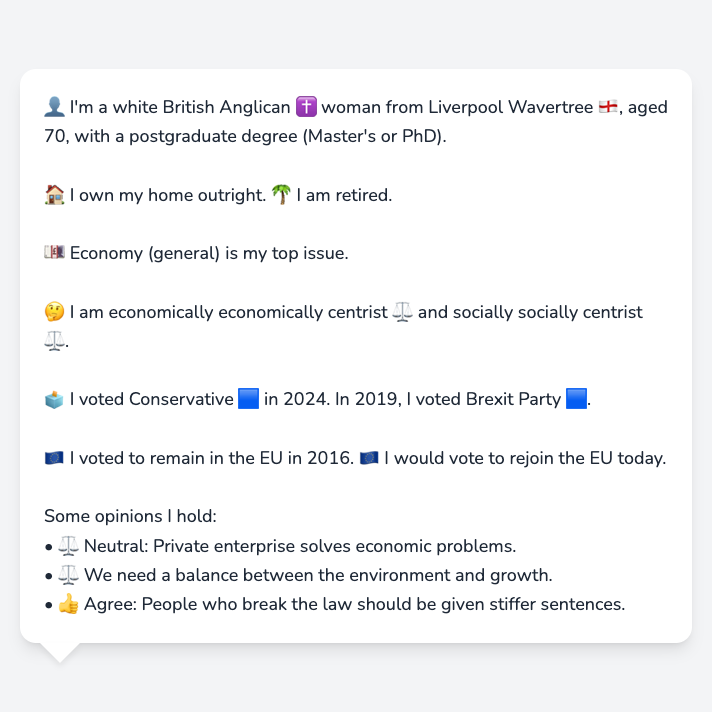 👤 I'm a white British Anglican ✝️ woman from Liverpool Wavertree 🏴󠁧󠁢󠁥󠁮󠁧󠁿, aged
70, with a postgraduate degree (Master's or PhD).
🏠 I own my home outright. 🌴 I am retired.
💷 Economy (general) is my top issue.
🤔 I am economically economically centrist ⚖️ and socially socially centrist
⚖️.
🗳️ I voted Conservative 🟦 in 2024. In 2019, I voted Brexit Party 🟦.
🇪🇺 I voted to remain in the EU in 2016. 🇪🇺 I would vote to rejoin the EU today.
Some opinions I hold:
• ⚖️ Neutral: Private enterprise solves economic problems.
• ⚖️ We need a balance between the environment and growth.
• 👍 Agree: People who break the law should be given stiffer sentences.